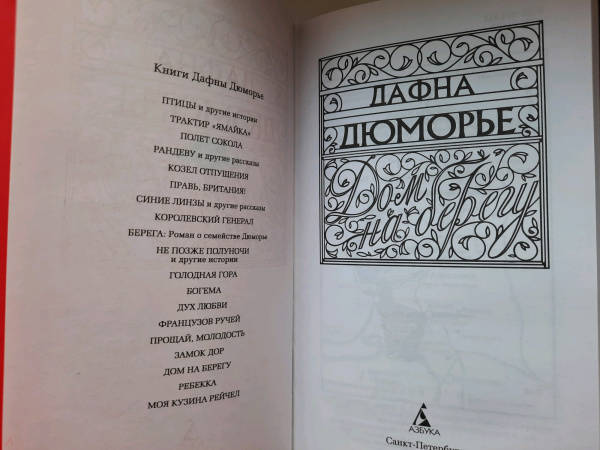 Книги Дафны Дюморье
ПТИЦЫ и другие истории
ТРАКТИР «ЯМАЙКА»
ПОЛЕТ СОКОЛА
РАНДЕВУ и другие рассказы
КОЗЕЛ ОТПУЩЕНИЯ
ПРАВЬ, БРИТАНИЯ!
СИНИЕ ЛИНЗЫ и другие рассказы
КОРОЛЕВСКИЙ ГЕНЕРАЛ
БЕРЕГА: Роман о семействе Дюморье
НЕ ПОЗЖЕ ПОЛУНОЧИ
и другие истории
ГОЛОДНАЯ ГОРА
БОГЕМА
ДУХ ЛЮБВИ
ФРАНЦУЗОВ РУЧЕЙ
ПРОЩАЙ, МОЛОДОСТЬ
ЗАМОК ДОР
ДОМ НА БЕРЕГУ
РЕБЕККА
МОЯ КУЗИНА РЕЙЧЕЛ
ДАФНА
ДЮМОРЬЕ
Дом
на берегу
АЗБУКА